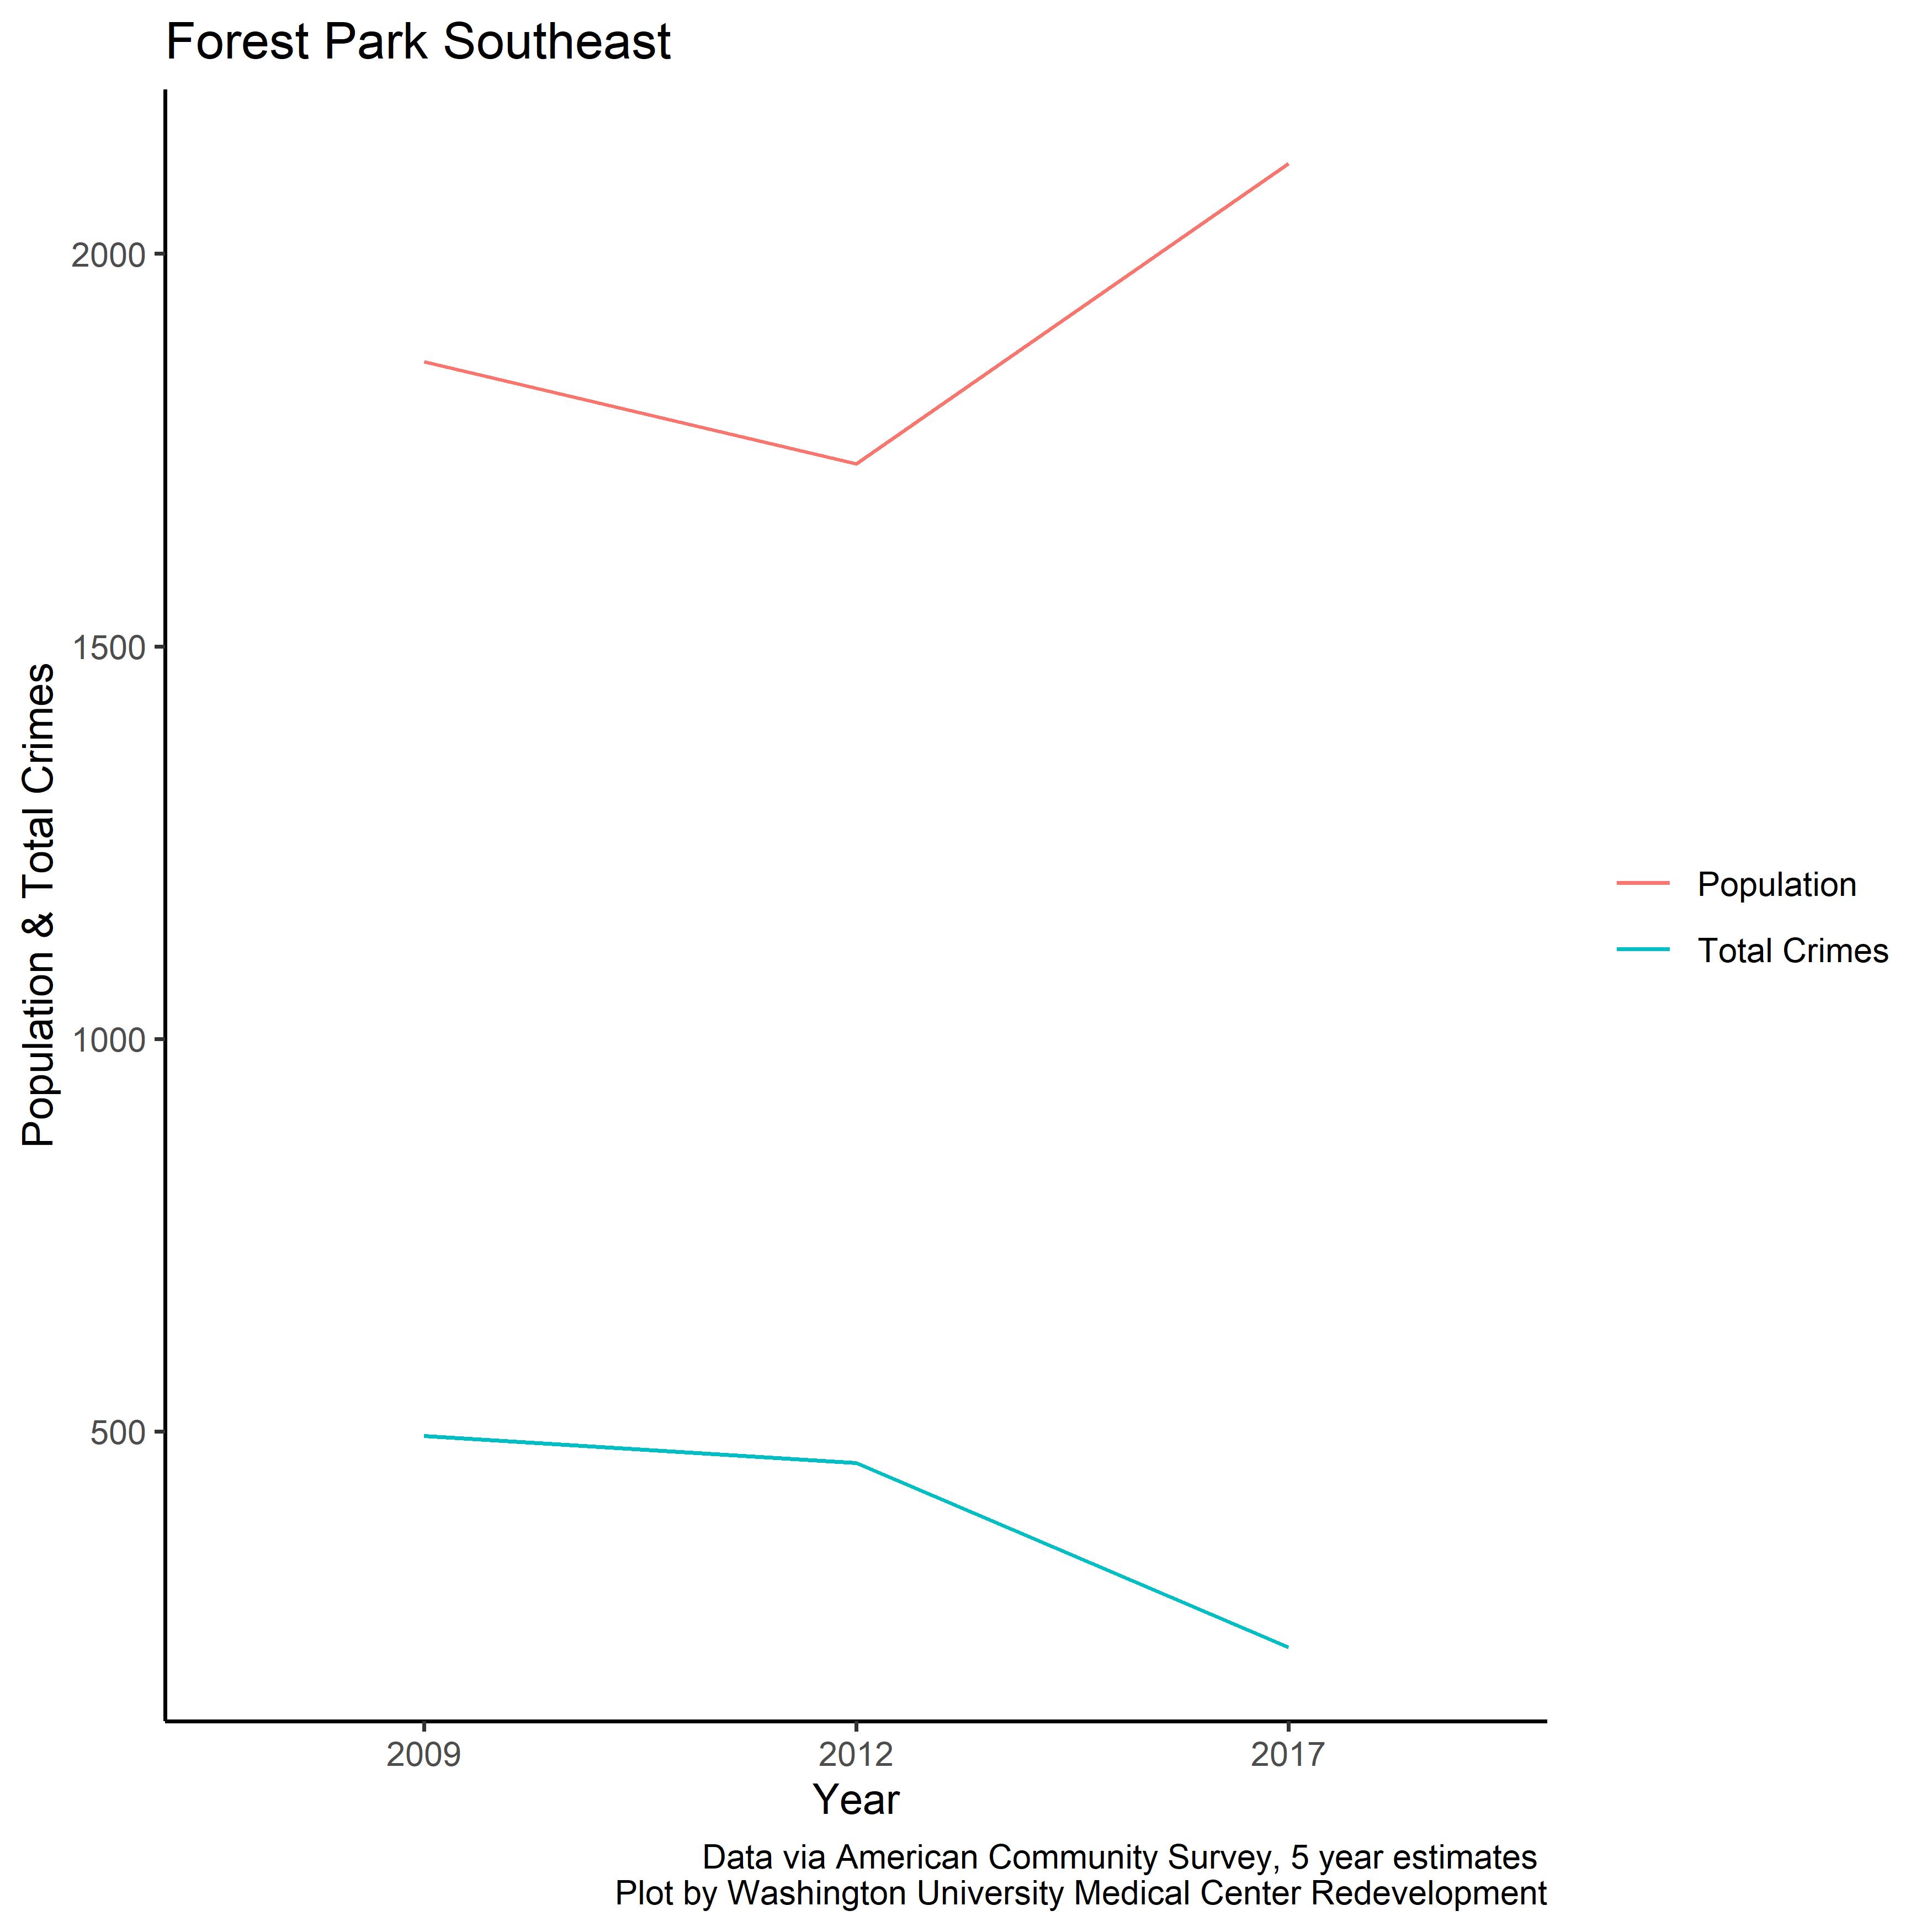 Forest Park Southeast
Population & Total Crimes
2000
1500
1000
500
2009
2012
2017
Year
Population
Total Crimes
Data via American Community Survey, 5 year estimates
Plot by Washington University Medical Center Redevelopment